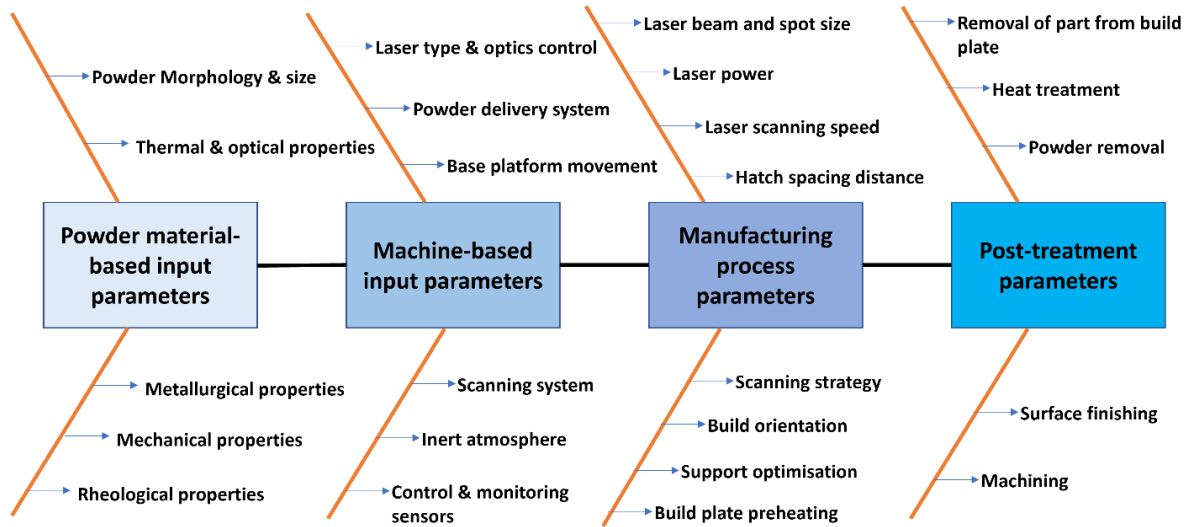 Powder Morphology & size
Thermal & optical properties
Powder material-
based input
parameters
Metallurgical properties
Mechanical properties
Rheological properties
Laser type & optics control
Powder delivery system
Base platform movement
Machine-based
input parameters
Scanning system
Inert atmosphere
Control & monitoring
sensors
Laser beam and spot size
Laser power
Laser scanning speed
Hatch spacing distance
Manufacturing
process
parameters
Scanning strategy
Build orientation
Support optimisation
Build plate preheating
Removal of part from build
plate
Heat treatment
Powder removal
Post-treatment
parameters
Surface finishing
Machining